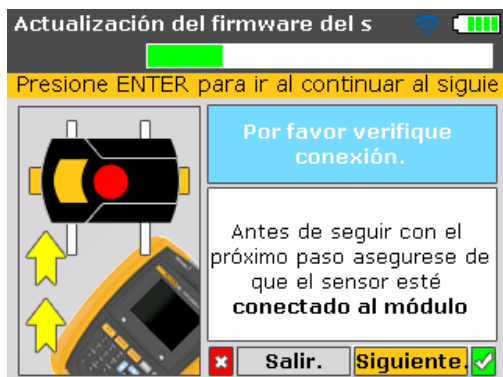 Actualización del firmware del s
Presione ENTER para ir al continuar al siguie
Por favor verifique
conexión.
Antes de seguir con el
próximo paso asegurese de
que el sensor esté
conectado al módulo
Salir. Siguiente.